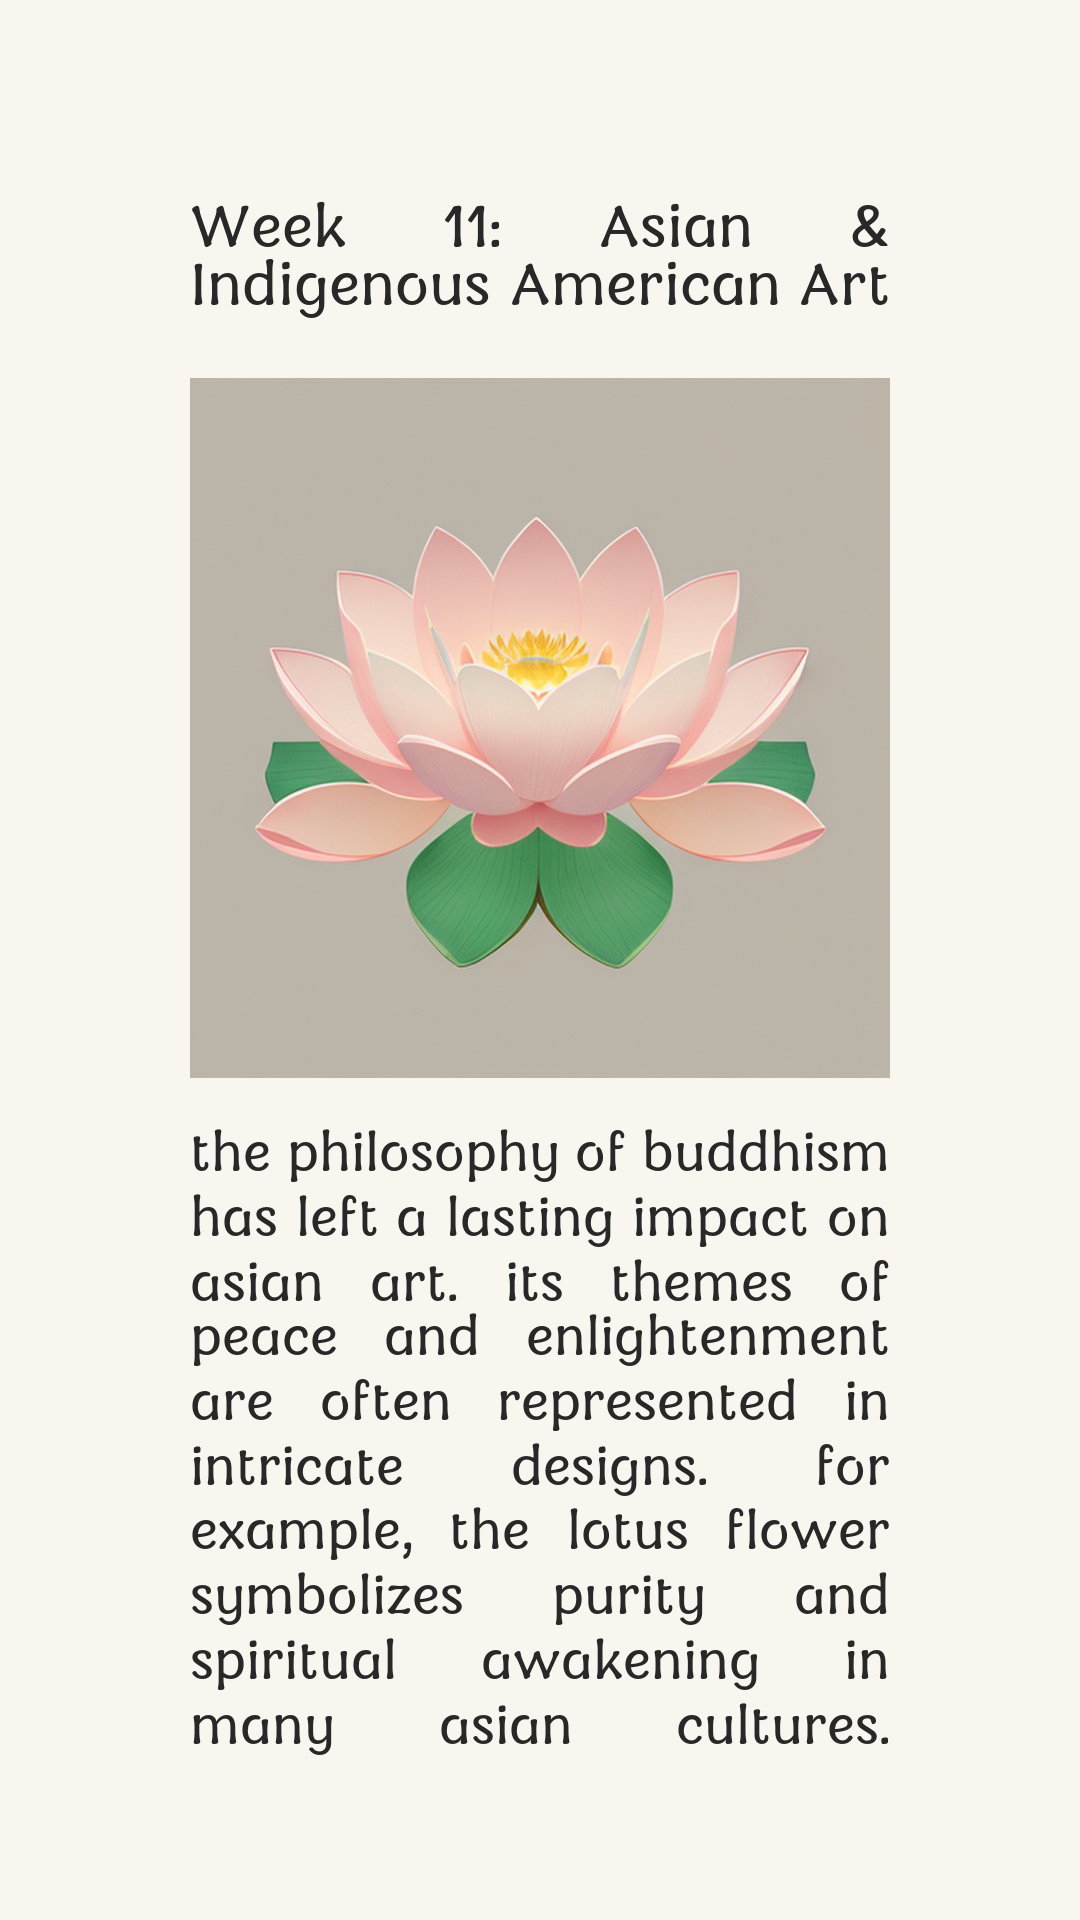 Week 11: Asian &
Indigenous American Art
the philosophy of buddhism
has left a lasting impact on
asian art. its themes of
peace and enlightenment
are often represented in
intricate designs. for
example, the lotus flower
symbolizes purity and
spiritual awakening in
many asian cultures.